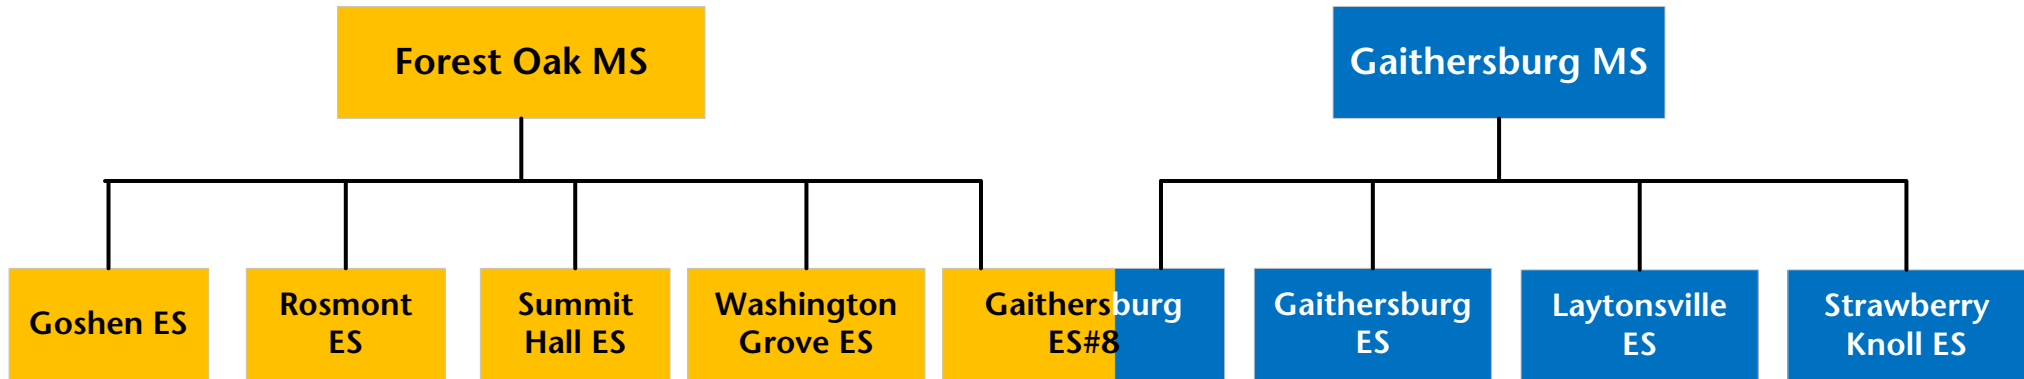 Forest Oak MS
Gaithersburg MS
Goshen ES
Rosmont
ES
Summit
Hall ES
Washington
Grove ES
Gaithersburg
ES#8
Gaithersburg
ES
Laytonsville
ES
Strawberry
Knoll ES